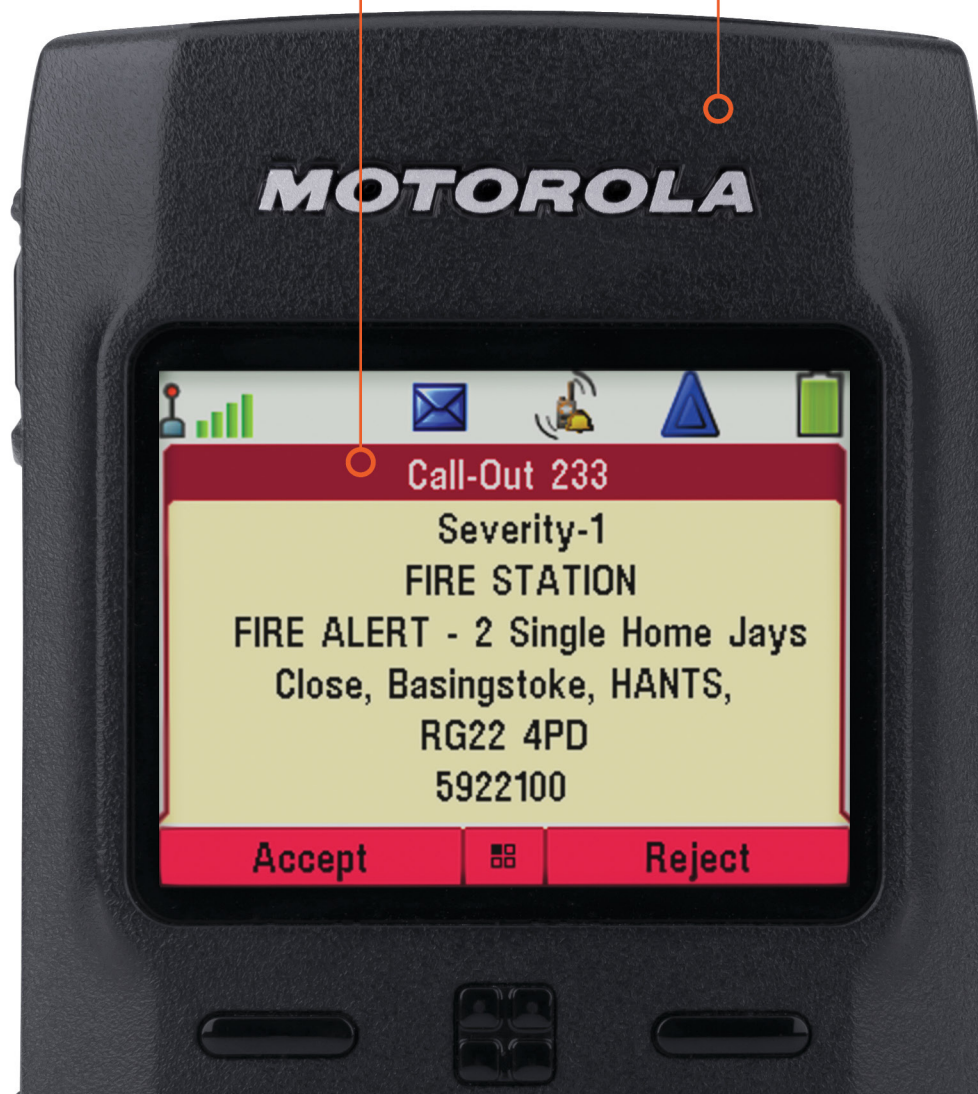 MOTOROLA
Call-Out 233
Severity-1
FIRE STATION
FIRE ALERT - 2 Single Home Jays
Close, Basingstoke, HANTS,
RG22 4PD
5922100
Accept
Reject